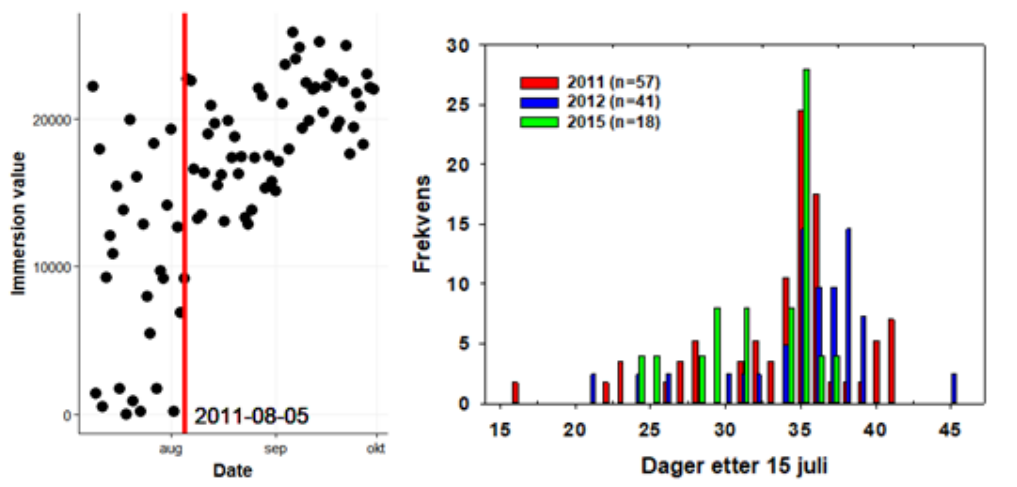 Immersion value
20000
10000
0
2011-08-05
aug
sep
okt
Date
Frekvens
30
25
20
15
10
5
0
2011 (n=57)
2012 (n=41)
2015 (n=18)
15
20
25
30
35
40
45
Dager etter 15 juli